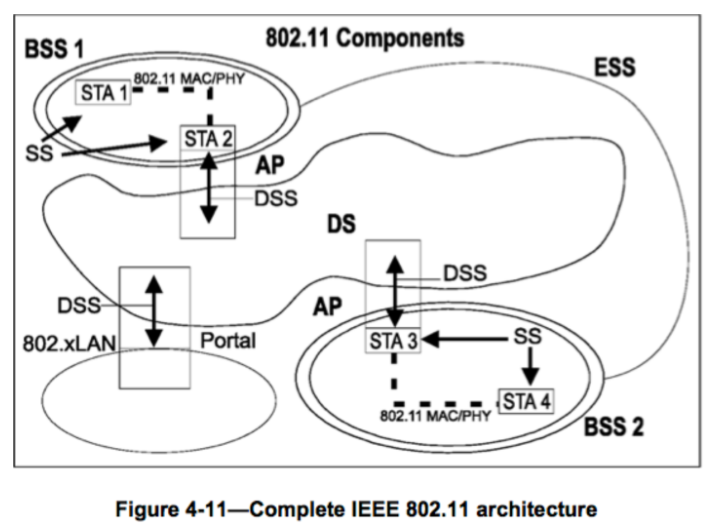 802.11 Components
BSS 1
ESS
802.11 MAC/PHY
STA 1
STA 2
SS
AP
DSS
DS
DSS
DSS
AP
802.xLAN
Portal
STA 3
SS
STA 4
802.11 MAC/PHY
BSS 2
Figure 4-11—Complete IEEE 802.11 architecture